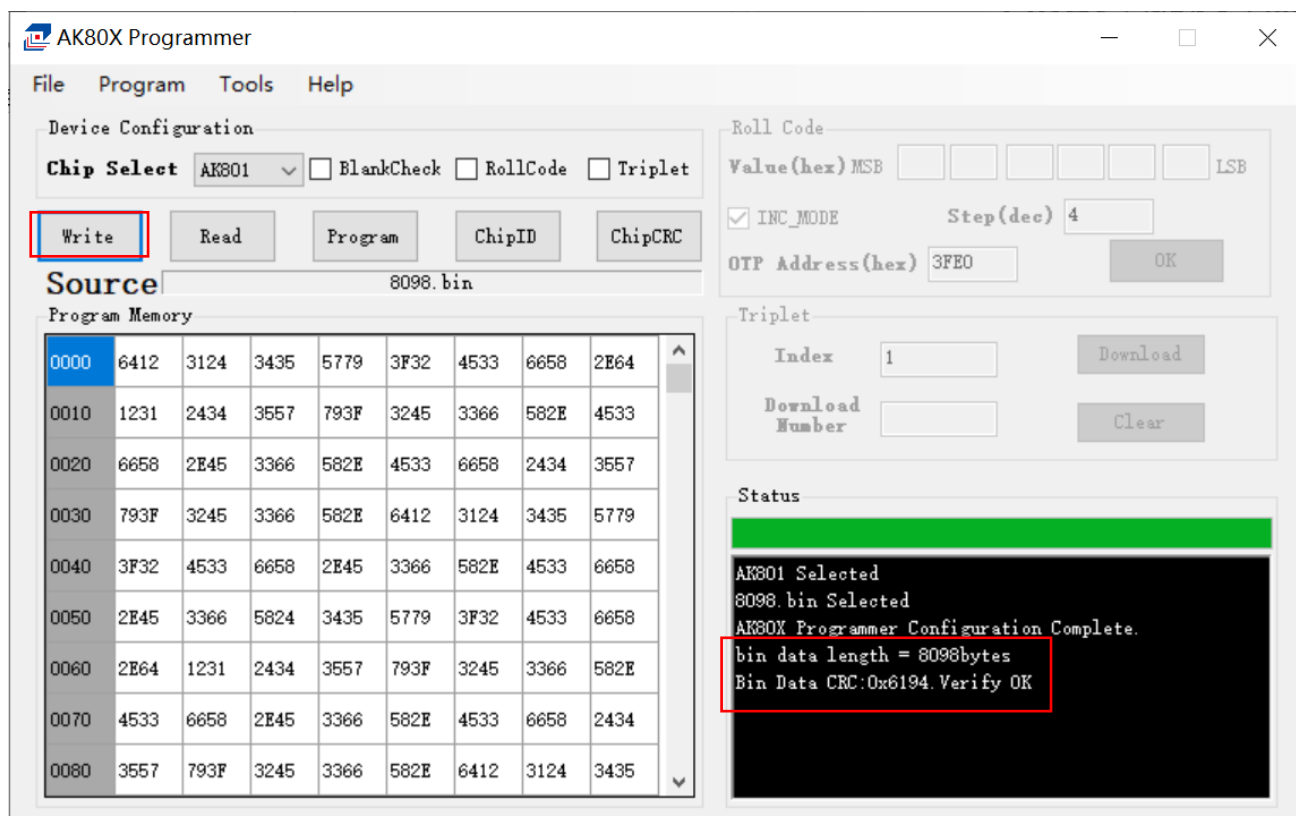 AK80X Programmer
File Program Tools Help
Device Configuration
Chip Select AK801 BlankCheck RollCode Triplet
Write Read Program ChipID ChipCRC
Source 8098.bin
Program Memory
0000 6412 3124 3435 5779 3F32 4533 6658 2E64
0010 1231 2434 3557 793F 3245 3366 582E 4533
0020 6658 2E45 3366 582E 4533 6658 2434 3557
0030 793F 3245 3366 582E 6412 3124 3435 5779
0040 3F32 4533 6658 2E45 3366 582E 4533 6658
0050 2E45 3366 5824 3435 5779 3F32 4533 6658
0060 2E64 1231 2434 3557 793F 3245 3366 582E
0070 4533 6658 2E45 3366 582E 4533 6658 2434
0080 3557 793F 3245 3366 582E 6412 3124 3435
Roll Code
Value(hex) MSB LSB
INC_MODE Step(dec) 4
OTP Address(hex) 3FE0 OK
Triplet
Index 1 Download
Download
Number Clear
Status
AK801 Selected
8098.bin Selected
AK80X Programmer Configuration Complete.
bin data length = 8098bytes
Bin Data CRC:0x6194.Verify OK